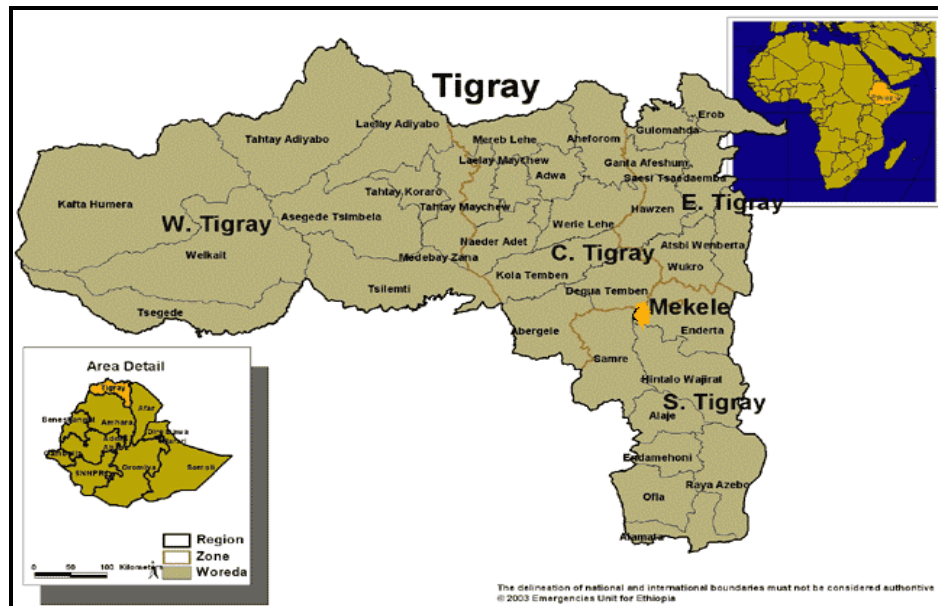 Tigray
Erob
Gulomahda
Laelay Adiyabo
Tahtay Adiyabo
Mereb Lehe
Aheforom
Laelay Maychew
Ganta Afeshum
Adwa
Saesi Tsaedaemba
Tahtay Koraro
Kafta Humera
Tahtay Maychew
Hawzen
E. Tigray
Asegede Tsimbela
W. Tigray
Werie Lehe
Naeder Adet
Atsbi Wenberta
C. Tigray
Welkait
Medebay Zana
Wukro
Kola Temben
Tsilemti
Degua Temben
Mekele
Tsegede
Abergele
Enderta
Samre
Hintalo Wajirat
S. Tigray
Alaje
Endamehoni
Raya Azebo
Ofla
Alamata
Area Detail
Tigray
Afar
Amhara
Oromiya
Somali
Region
Zone
Woreda
0 50 100 Kilometers
The delineation of national and international boundaries must not be considered authoritive
© 2003 Emergencies Unit for Ethiopia